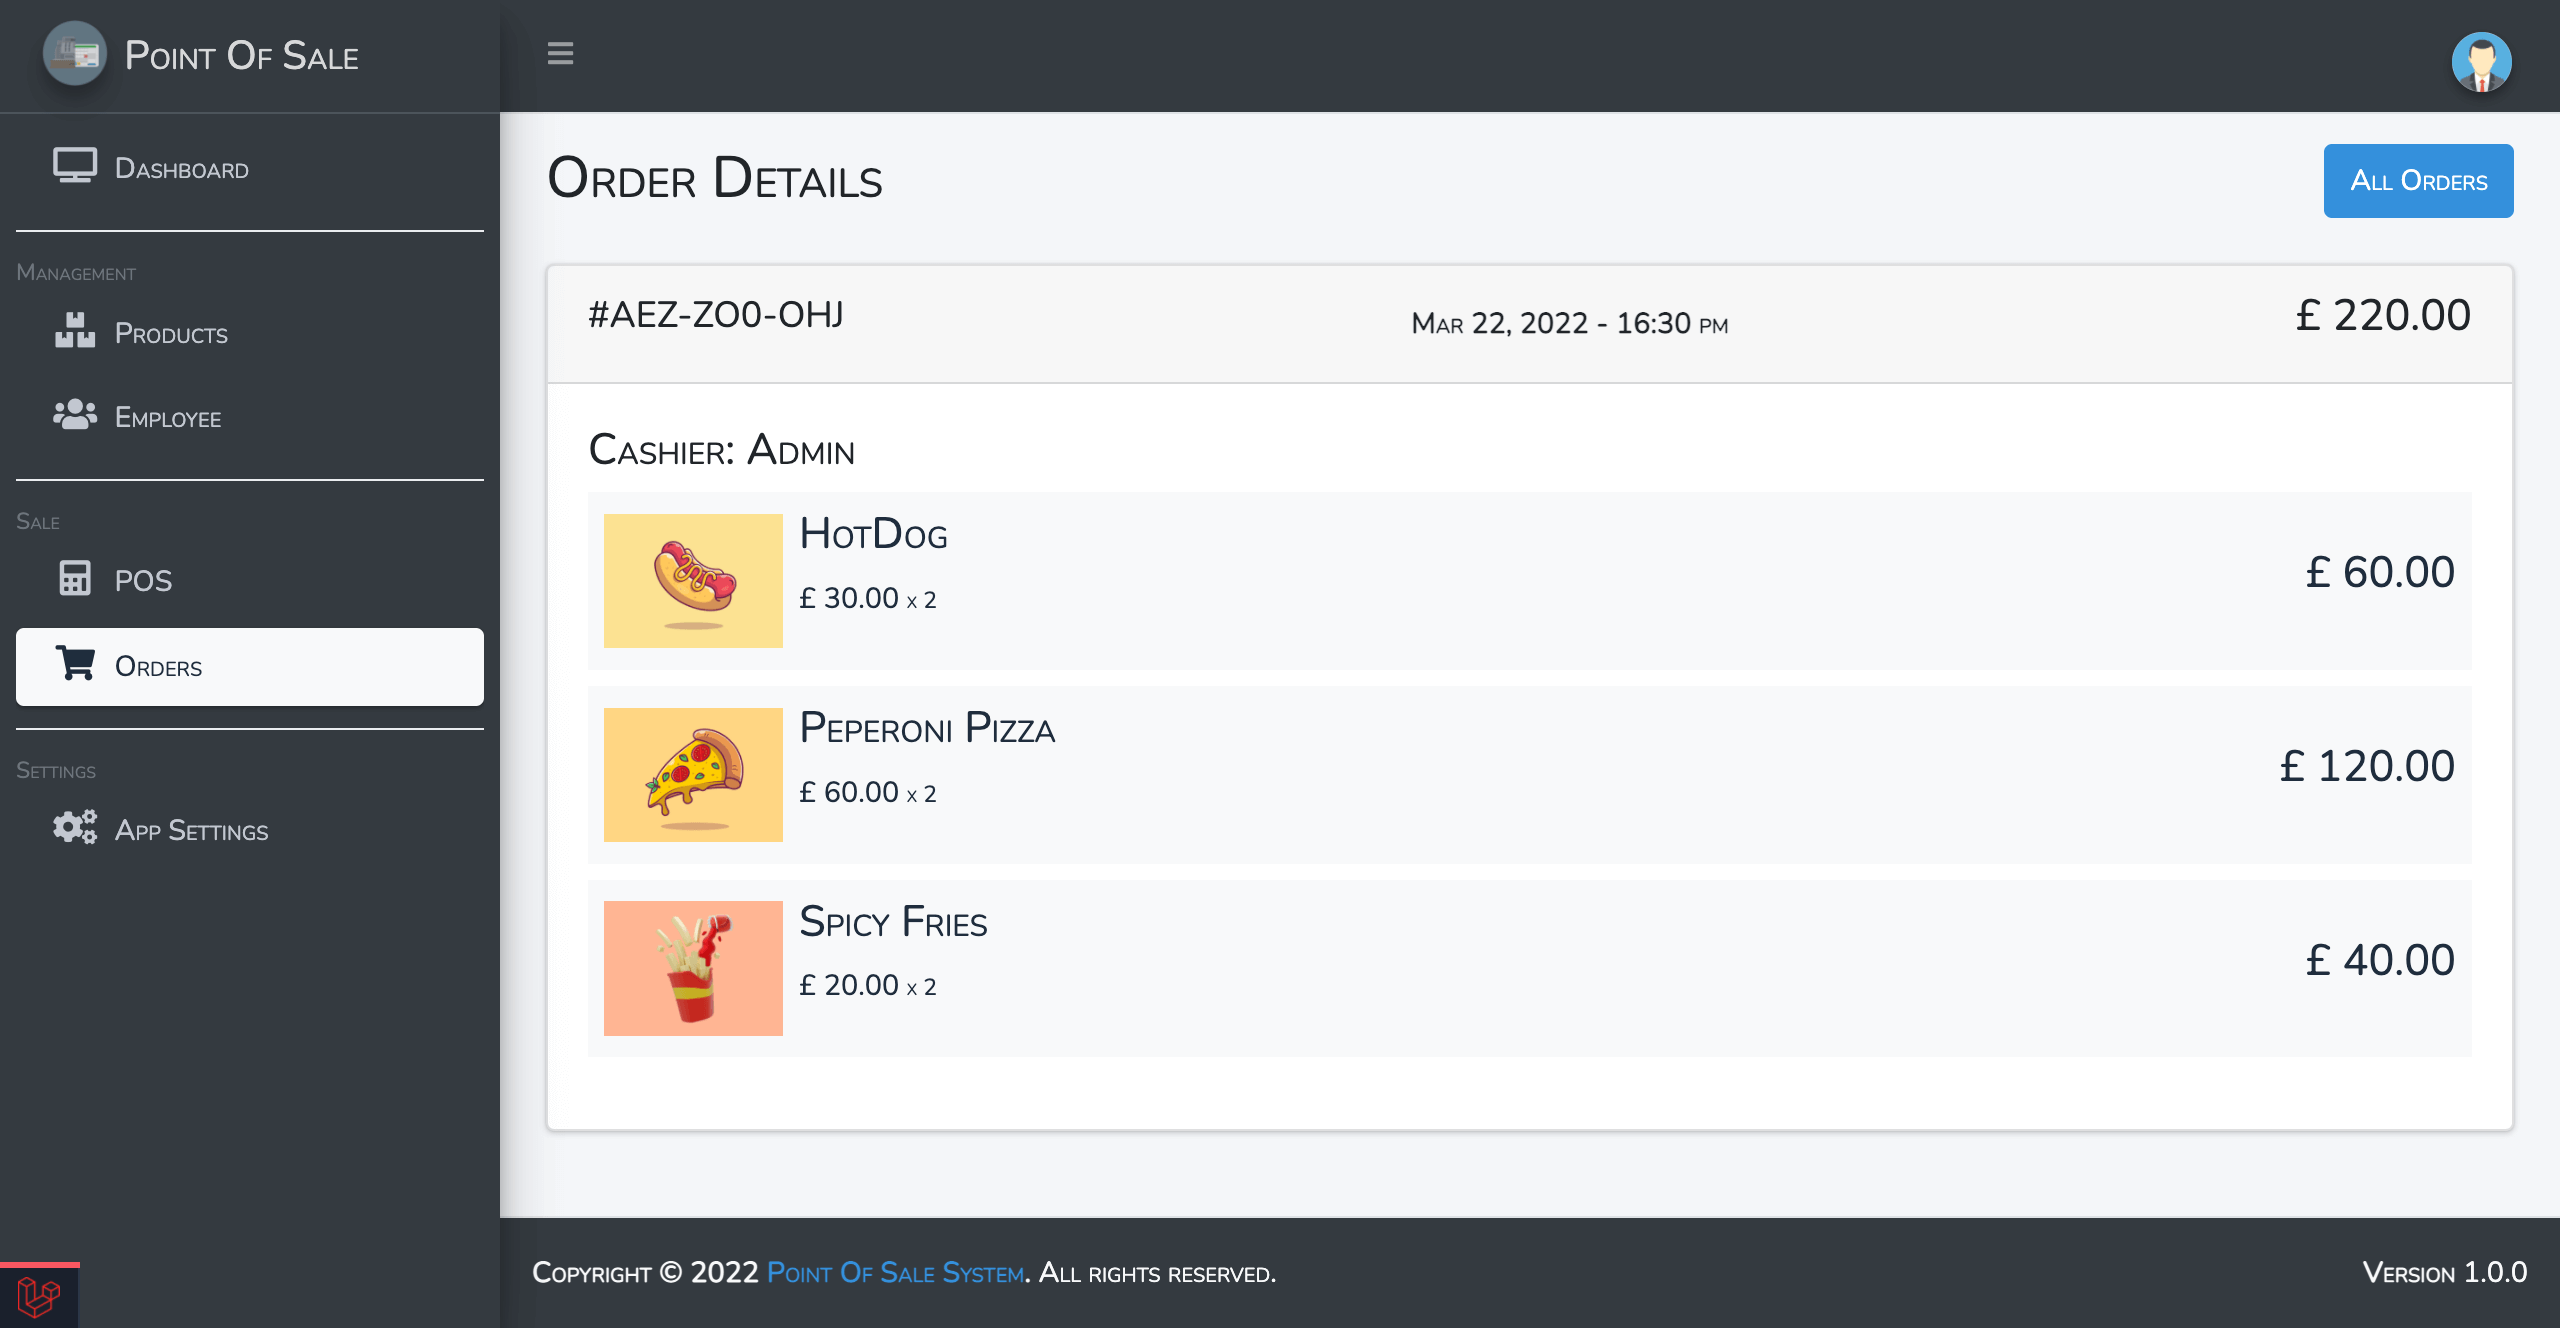 Point Of Sale
Dashboard
Management
Products
Employee
Sale
POS
Orders
Settings
App Settings
Order Details
All Orders
#AEZ-ZO0-OHJ
Mar 22, 2022 - 16:30 pm
£ 220.00
Cashier: Admin
HotDog
£ 30.00 x 2
£ 60.00
Peperoni Pizza
£ 60.00 x 2
£ 120.00
Spicy Fries
£ 20.00 x 2
£ 40.00
Copyright © 2022 Point Of Sale System. All rights reserved.
Version 1.0.0